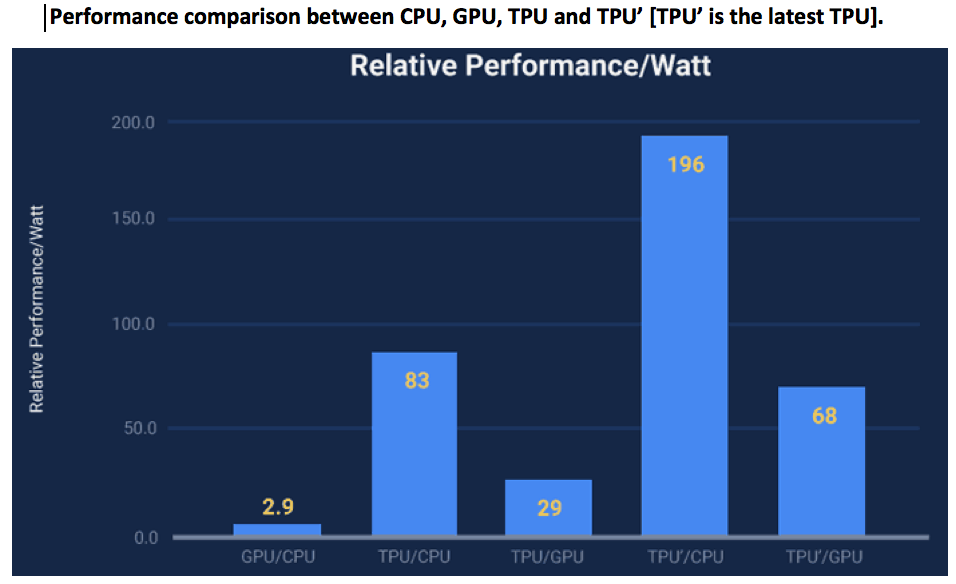 Performance comparison between CPU, GPU, TPU and TPU’ [TPU’ is the latest TPU].
Relative Performance/Watt
Relative Performance/Watt
200.0
150.0
100.0
50.0
0.0
2.9
83
29
196
68
GPU/CPU TPU/CPU TPU/GPU TPU’/CPU TPU’/GPU